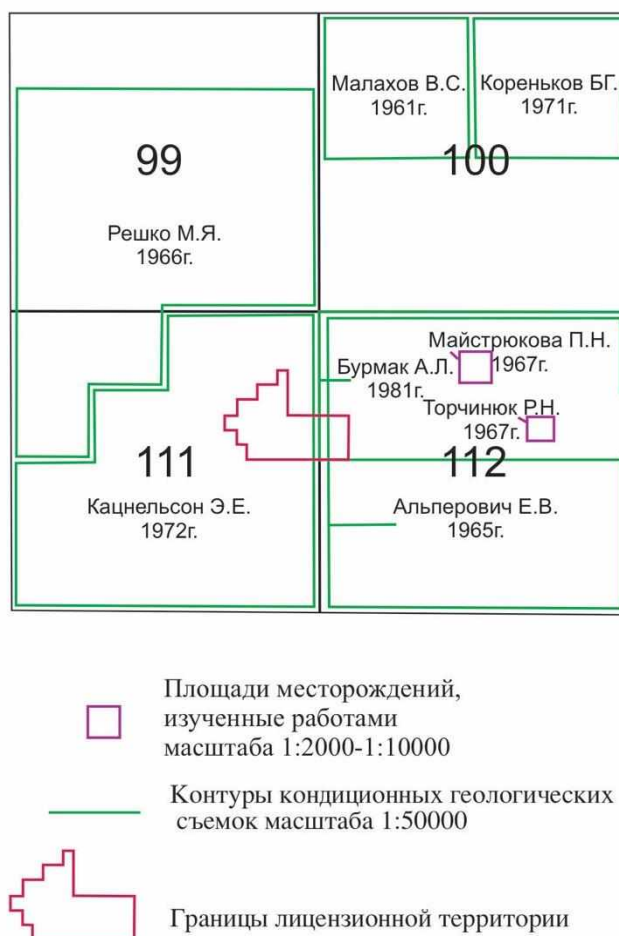 Малахов В.С.
1961г.
Кореньков БГ.
1971г.
99
100
Решко М.Я.
1966г.
Майстрюкова П.Н.
1967г.
Бурмак А.Л.
1981г.
Торчинюк Р.Н.
1967г.
111
112
Кацнельсон Э.Е.
1972г.
Альперович Е.В.
1965г.
Площади месторождений,
изученные работами
масштаба 1:2000-1:10000
Контуры кондиционных геологических
съемок масштаба 1:50000
Границы лицензионной территории